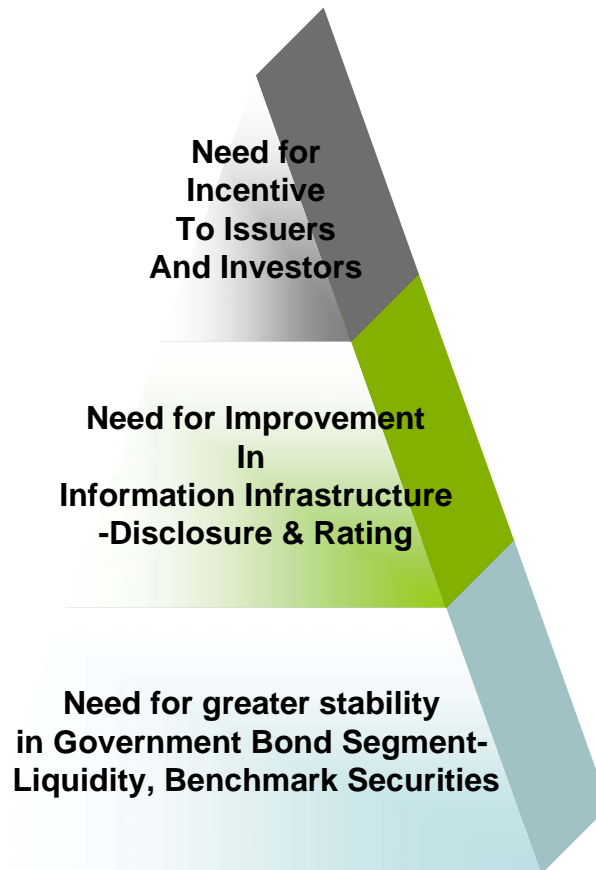 Need for
Incentive
To Issuers
And Investors
Need for Improvement
In
Information Infrastructure
-Disclosure & Rating
Need for greater stability
in Government Bond Segment-
Liquidity, Benchmark Securities